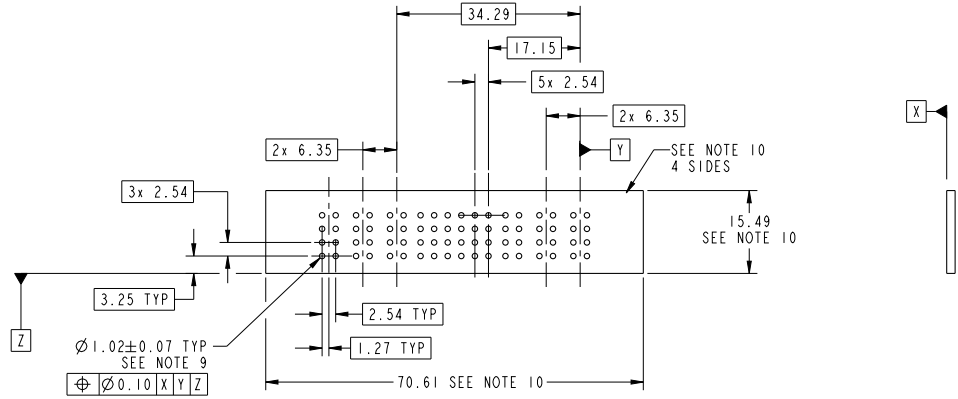 34.29
17.15
5x 2.54
2x 6.35
X
2x 6.35
Y
SEE NOTE 10
4 SIDES
3x 2.54
15.49
SEE NOTE 10
3.25 TYP
2.54 TYP
Z
1.27 TYP
Ø1.02±0.07 TYP
SEE NOTE 9
⌖ Ø0.10 X Y Z
70.61 SEE NOTE 10